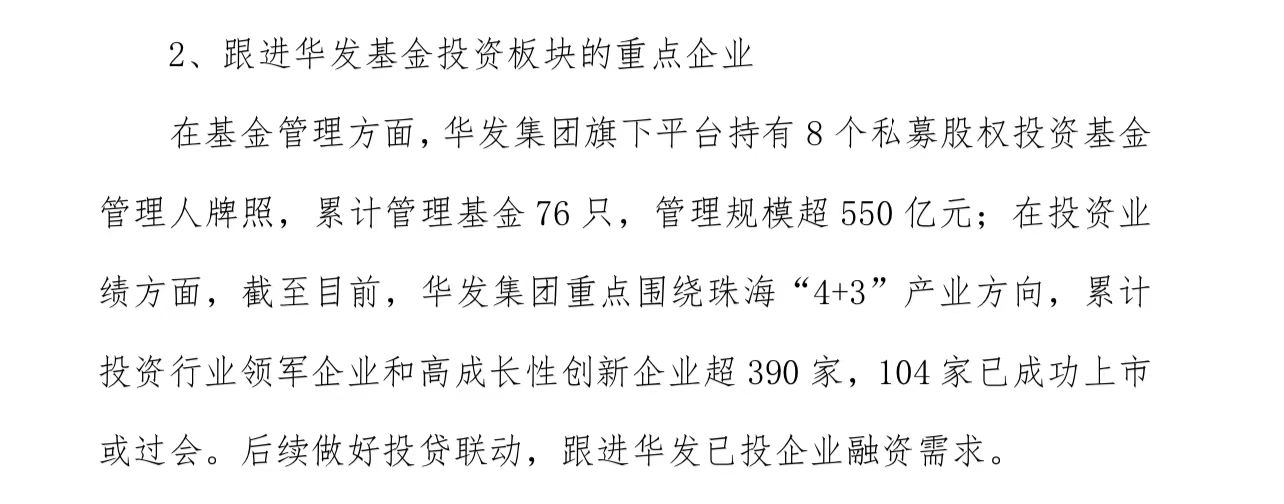 2、跟进华发基金投资板块的重点企业
在基金管理方面，华发集团旗下平台持有 8 个私募股权投资基金
管理人牌照，累计管理基金 76 只，管理规模超 550 亿元；在投资业
绩方面，截至目前，华发集团重点围绕珠海“4+3”产业方向，累计
投资行业领军企业和高成长性创新企业超 390 家，104 家已成功上市
或过会。后续做好投贷联动，跟进华发已投企业融资需求。